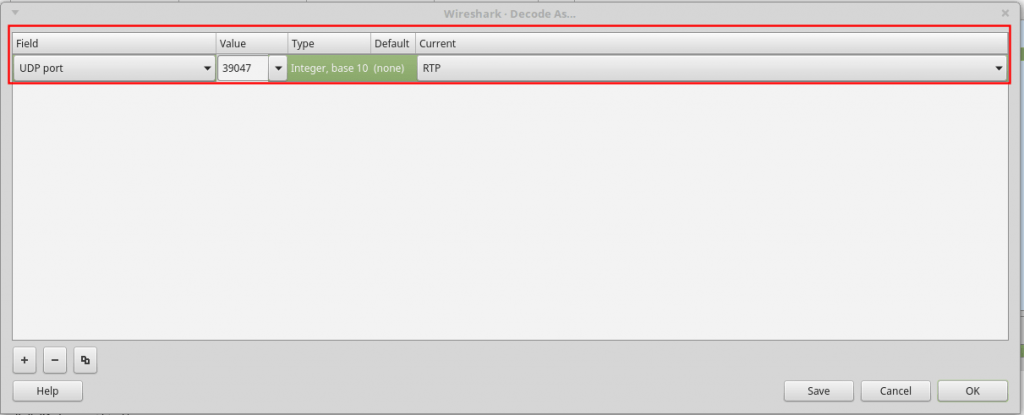 Wireshark · Decode As...
Field Value Type Default Current
UDP port 39047 Integer, base 10 (none) RTP
+ −
Help Save Cancel OK